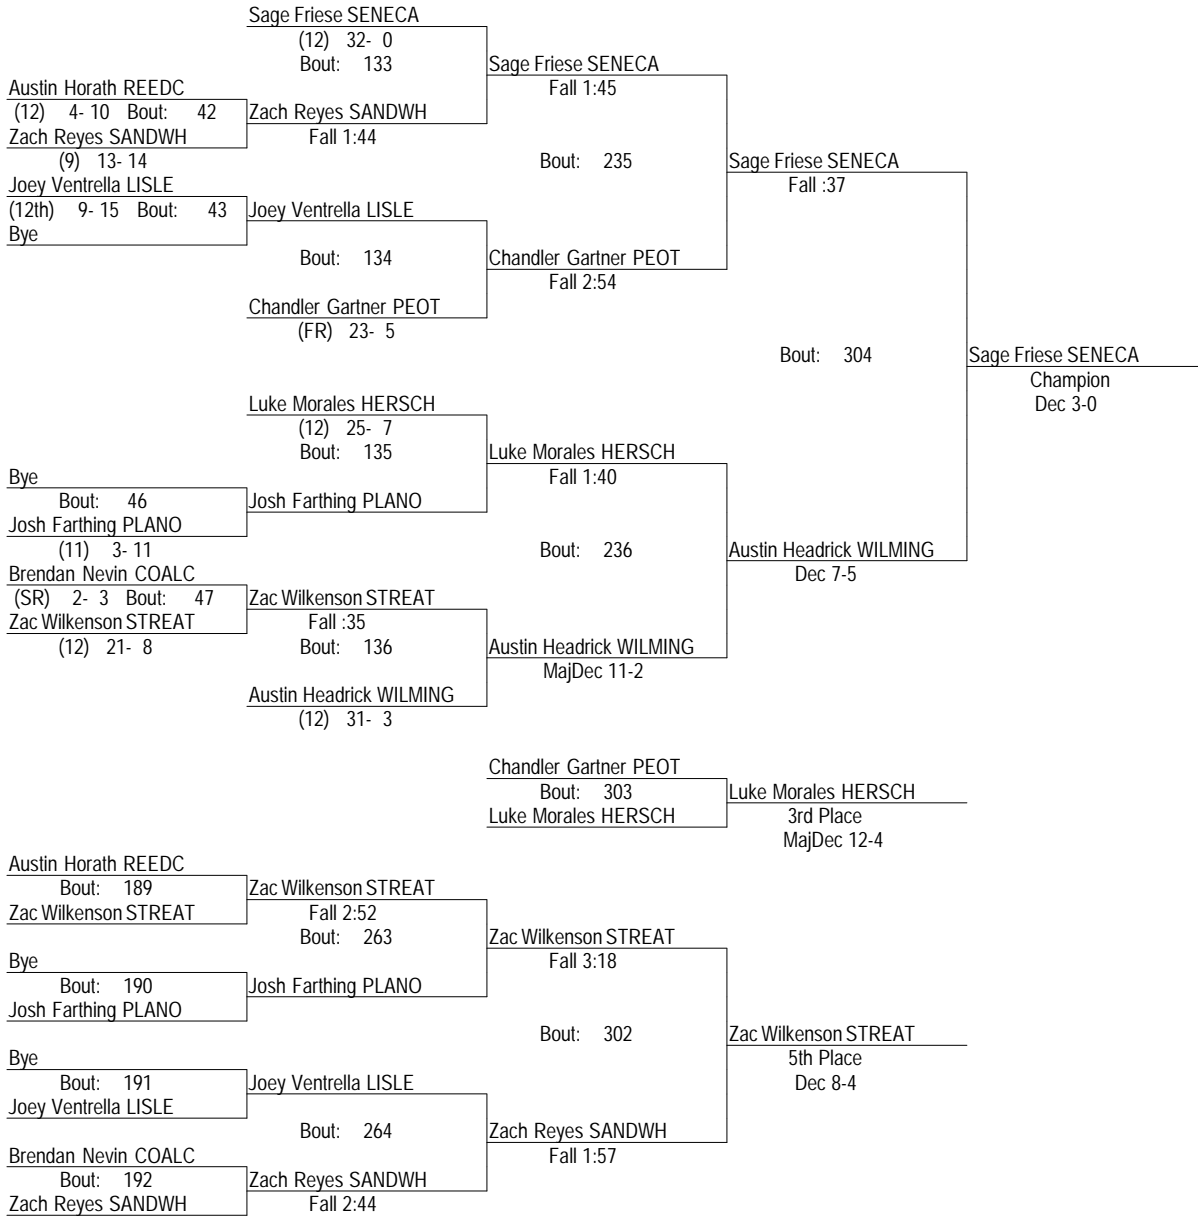 Sage Friese SENECA
(12) 32- 0
Bout: 133
Sage Friese SENECA
Fall 1:45
Austin Horath REEDC
(12) 4- 10 Bout: 42
Zach Reyes SANDWH
Fall 1:44
Zach Reyes SANDWH
(9) 13- 14
Bout: 235
Sage Friese SENECA
Fall :37
Joey Ventrella LISLE
(12th) 9- 15 Bout: 43
Joey Ventrella LISLE
Bye
Bout: 134
Chandler Gartner PEOT
Fall 2:54
Chandler Gartner PEOT
(FR) 23- 5
Bout: 304
Sage Friese SENECA
Champion
Dec 3-0
Luke Morales HERSCH
(12) 25- 7
Bout: 135
Luke Morales HERSCH
Fall 1:40
Bye
Bout: 46
Josh Farthing PLANO
Josh Farthing PLANO
(11) 3- 11
Bout: 236
Austin Headrick WILMING
Dec 7-5
Brendan Nevin COALC
(SR) 2- 3 Bout: 47
Zac Wilkenson STREAT
Fall :35
Zac Wilkenson STREAT
(12) 21- 8
Bout: 136
Austin Headrick WILMING
MajDec 11-2
Austin Headrick WILMING
(12) 31- 3
Chandler Gartner PEOT
Bout: 303
Luke Morales HERSCH
Luke Morales HERSCH
3rd Place
MajDec 12-4
Austin Horath REEDC
Bout: 189
Zac Wilkenson STREAT
Zac Wilkenson STREAT
Fall 2:52
Bout: 263
Zac Wilkenson STREAT
Fall 3:18
Bye
Bout: 190
Josh Farthing PLANO
Josh Farthing PLANO
Bout: 302
Zac Wilkenson STREAT
5th Place
Dec 8-4
Bye
Bout: 191
Joey Ventrella LISLE
Joey Ventrella LISLE
Bout: 264
Zach Reyes SANDWH
Fall 1:57
Brendan Nevin COALC
Bout: 192
Zach Reyes SANDWH
Zach Reyes SANDWH
Fall 2:44